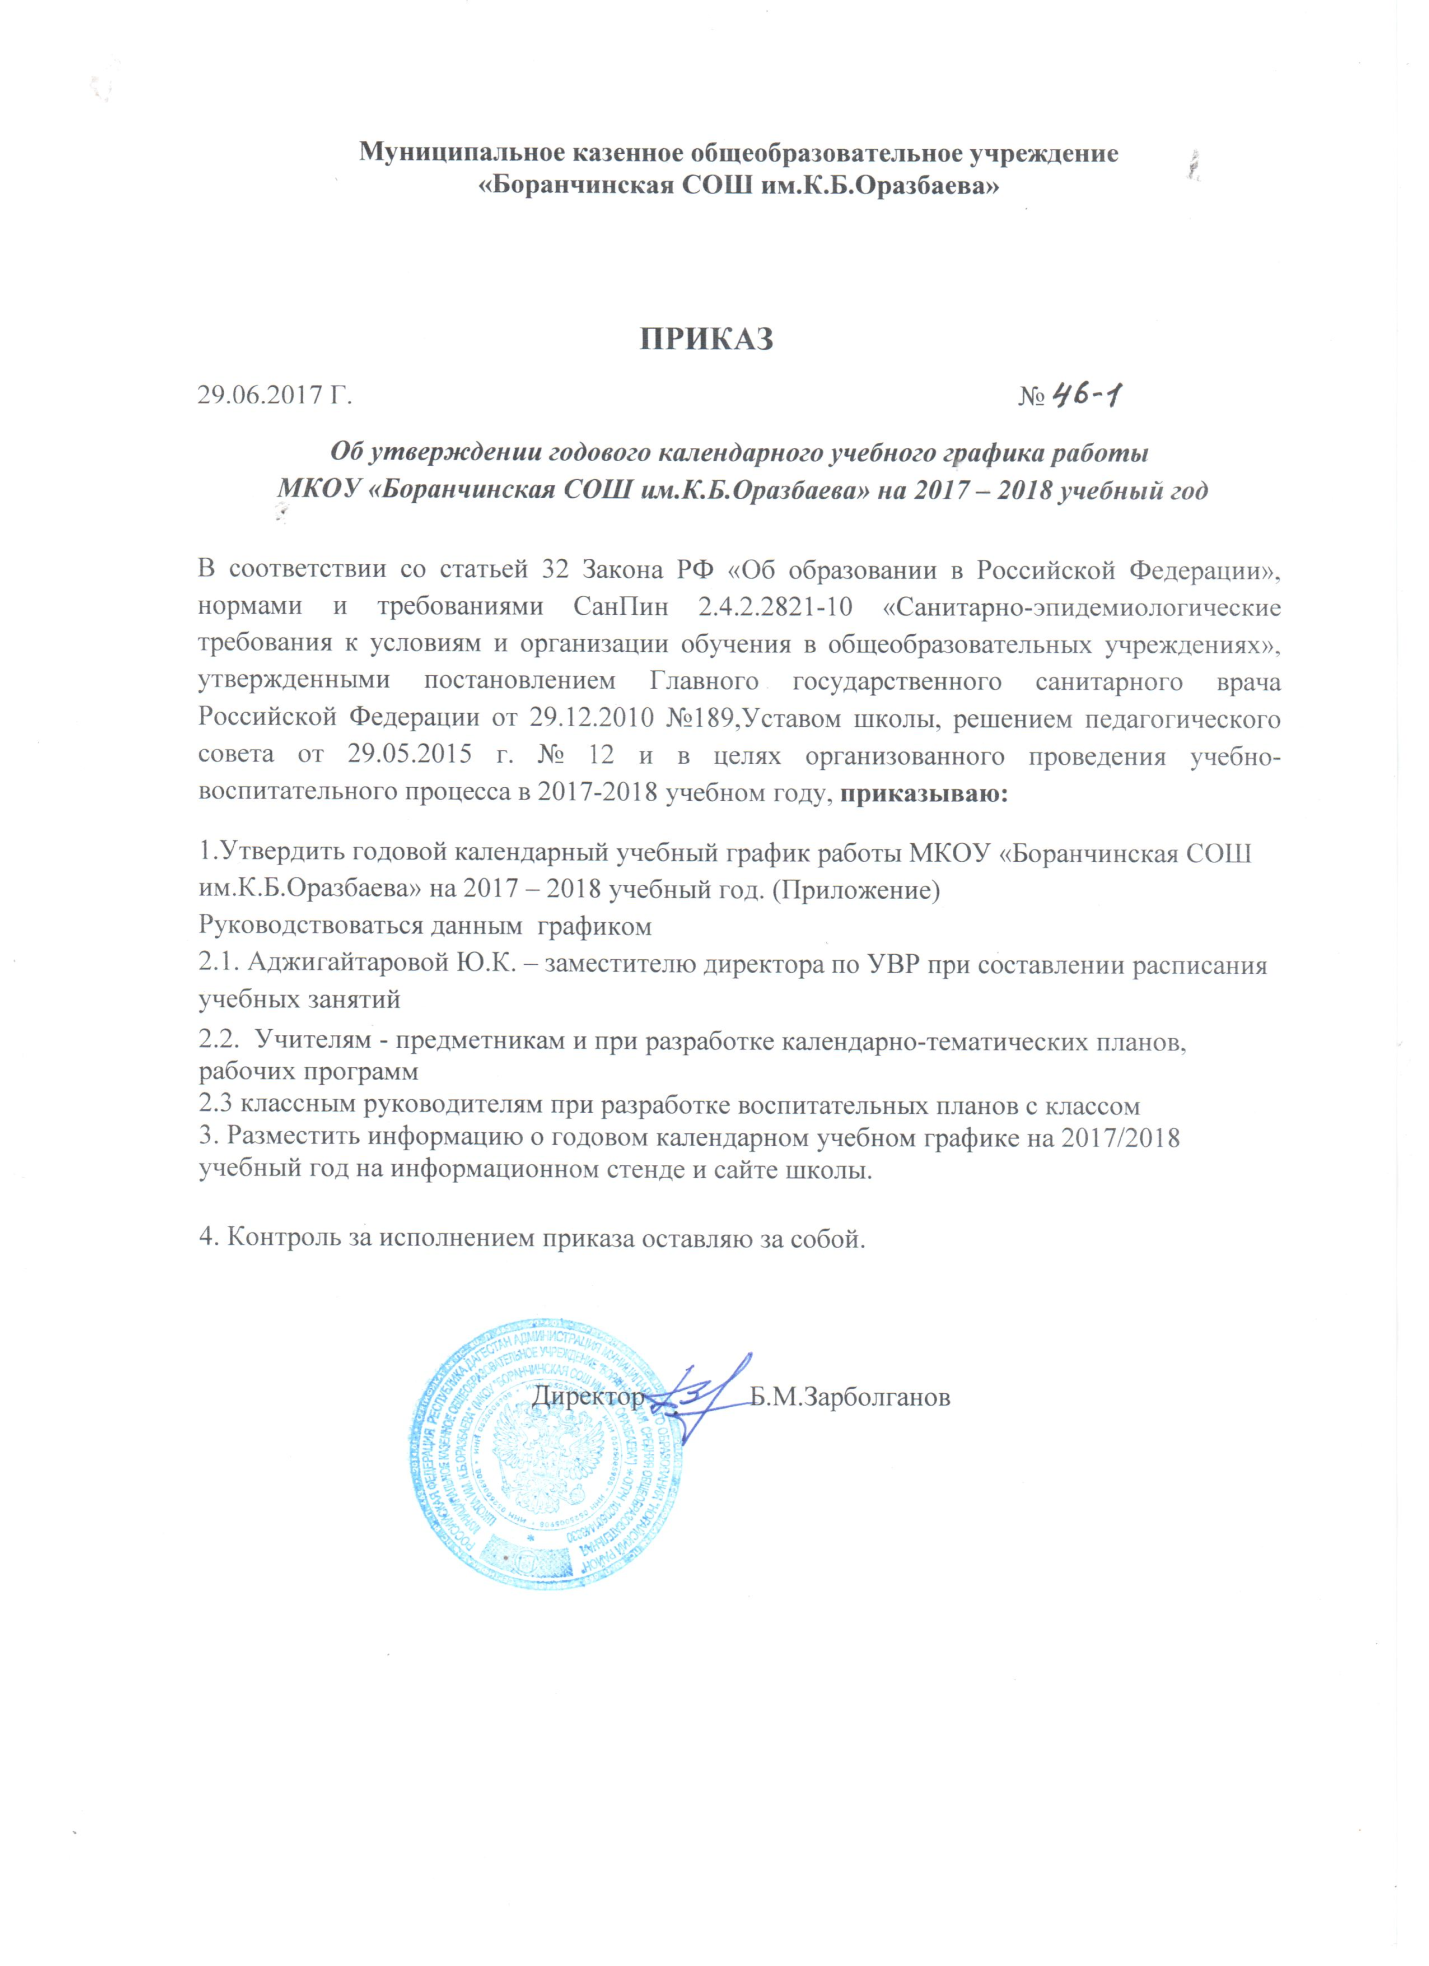 Муниципальное казенное общеобразовательное учреждение
«Боранчинская СОШ им.К.Б.Оразбаева»
ПРИКАЗ
29.06.2017 Г. № 46-1
Об утверждении годового календарного учебного графика работы
МКОУ «Боранчинская СОШ им.К.Б.Оразбаева» на 2017 – 2018 учебный год
В соответствии со статьей 32 Закона РФ «Об образовании в Российской Федерации»,
нормами и требованиями СанПин 2.4.2.2821-10 «Санитарно-эпидемиологические
требования к условиям и организации обучения в общеобразовательных учреждениях»,
утвержденными постановлением Главного государственного санитарного врача
Российской Федерации от 29.12.2010 №189,Уставом школы, решением педагогического
совета от 29.05.2015 г. № 12 и в целях организованного проведения учебно-
воспитательного процесса в 2017-2018 учебном году, приказываю:
1.Утвердить годовой календарный учебный график работы МКОУ «Боранчинская СОШ
им.К.Б.Оразбаева» на 2017 – 2018 учебный год. (Приложение)
Руководствоваться данным графиком
2.1. Аджигайтаровой Ю.К. – заместителю директора по УВР при составлении расписания
учебных занятий
2.2. Учителям - предметникам и при разработке календарно-тематических планов,
рабочих программ
2.3 классным руководителям при разработке воспитательных планов с классом
3. Разместить информацию о годовом календарном учебном графике на 2017/2018
учебный год на информационном стенде и сайте школы.
4. Контроль за исполнением приказа оставляю за собой.
Директор Б.М.Зарболганов
РОССИЙСКАЯ ФЕДЕРАЦИЯ РЕСПУБЛИКА ДАГЕСТАН АДМИНИСТРАЦИЯ